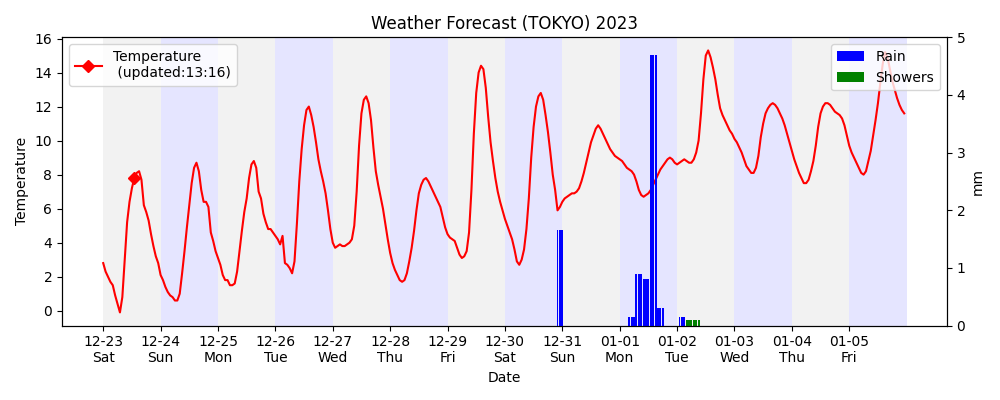 Weather Forecast (TOKYO) 2023
Temperature
(updated:13:16)
Rain
Showers
Temperature
16
14
12
10
8
6
4
2
0
5
4
3
2
1
0
mm
12-23 12-24 12-25 12-26 12-27 12-28 12-29 12-30 12-31 01-01 01-02 01-03 01-04 01-05
Sat Sun Mon Tue Wed Thu Fri Sat Sun Mon Tue Wed Thu Fri
Date